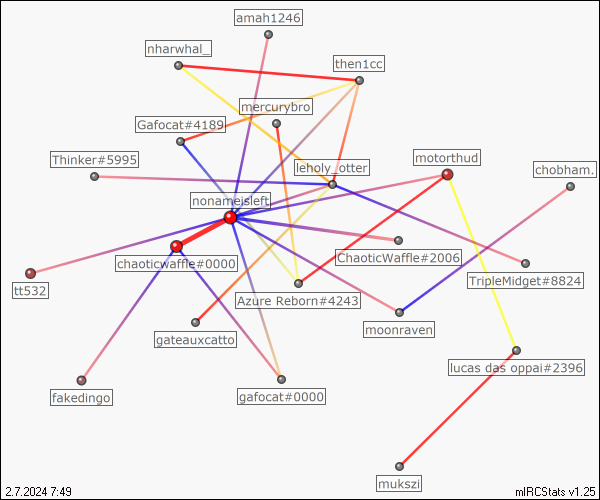 amah1246
nharwhal_
then1cc
mercurybro
Gafocat#4189
Thinker#5995
motorthud
leholy_otter
chobham.
nonameisleft
ChaoticWaffle#2006
chaoticwaffle#0000
TripleMidget#8824
tt532
Azure Reborn#4243
moonraven
gateauxcatto
lucas das oppai#2396
fakedingo
gafocat#0000
mukszi
2.7.2024 7:49
mIRCStats v1.25